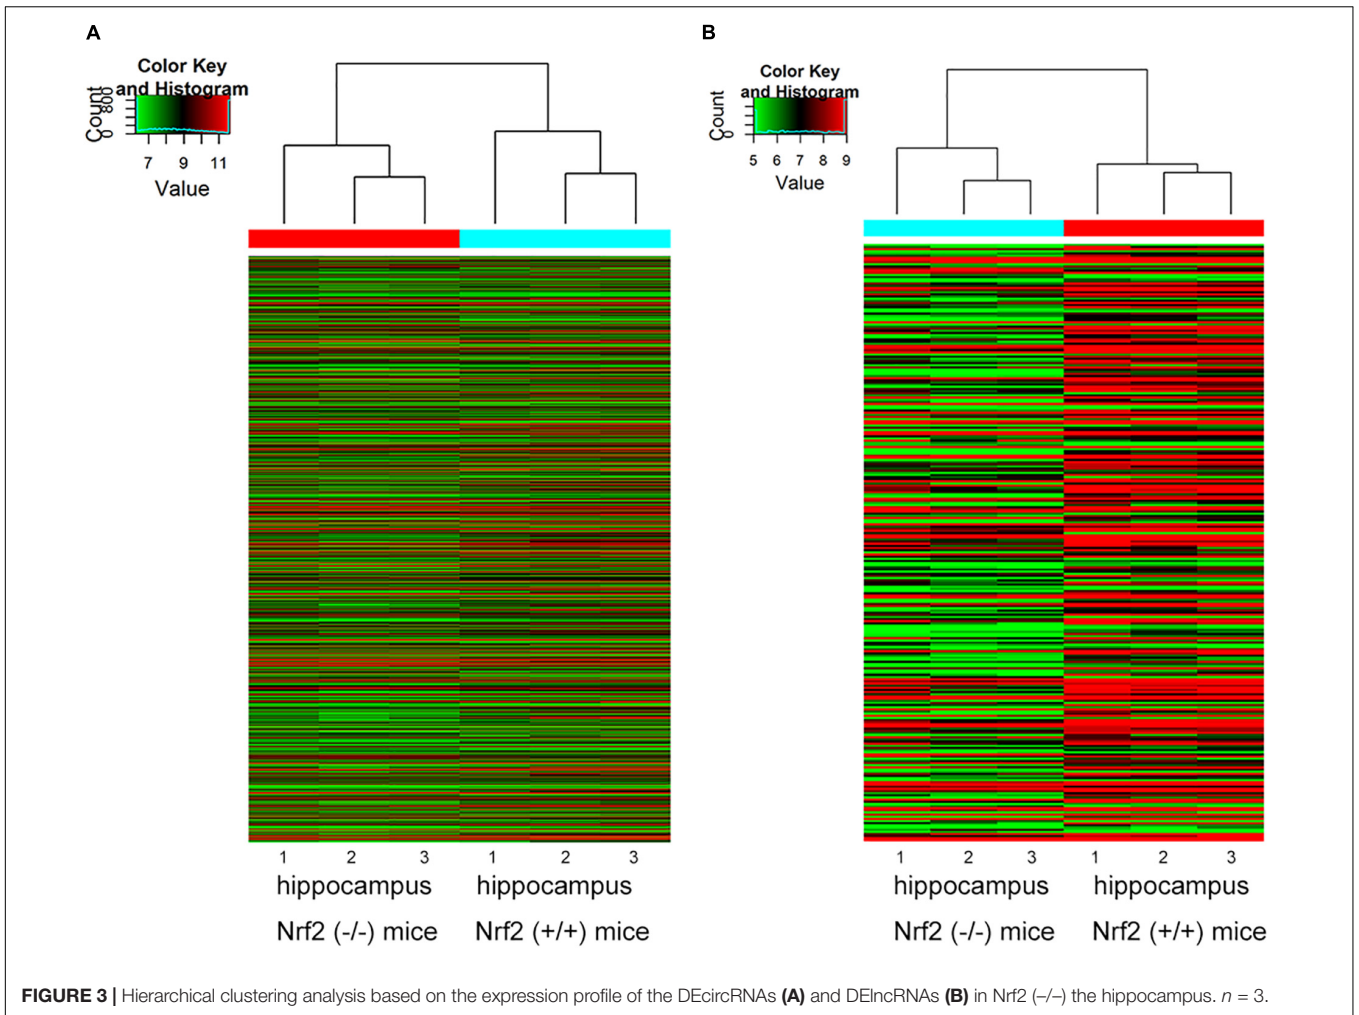 A
Color Key
and Histogram
Count
0 800
7 9 11
Value
1 2 3 1 2 3
hippocampus hippocampus
Nrf2 (-/-) mice Nrf2 (+/+) mice
B
Color Key
and Histogram
Count
0
5 6 7 8 9
Value
1 2 3 1 2 3
hippocampus hippocampus
Nrf2 (-/-) mice Nrf2 (+/+) mice
FIGURE 3 | Hierarchical clustering analysis based on the expression profile of the DEcircRNAs (A) and DElncRNAs (B) in Nrf2 (–/–) the hippocampus. n = 3.